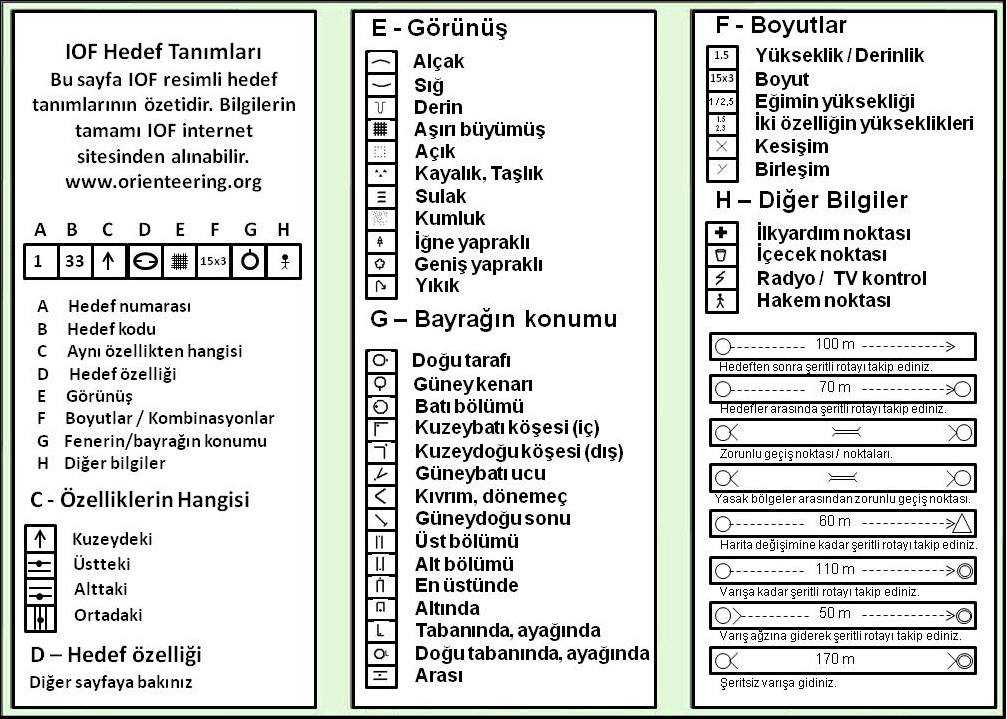 IOF Hedef Tanımları
Bu sayfa IOF resimli hedef
tanımlarının özetidir. Bilgilerin
tamamı IOF internet
sitesinden alınabilir.
www.orienteering.org
A B C D E F G H
1 33 15x3
A Hedef numarası
B Hedef kodu
C Aynı özellikten hangisi
D Hedef özelliği
E Görünüş
F Boyutlar / Kombinasyonlar
G Fenerin/bayrağın konumu
H Diğer bilgiler
C - Özelliklerin Hangisi
Kuzeydeki
Üstteki
Alttaki
Ortadaki
D – Hedef özelliği
Diğer sayfaya bakınız
E - Görünüş
Alçak
Sığ
Derin
Aşırı büyümüş
Açık
Kayalık, Taşlık
Sulak
Kumluk
İğne yapraklı
Geniş yapraklı
Yıkık
G – Bayrağın konumu
Doğu tarafı
Güney kenarı
Batı bölümü
Kuzeybatı köşesi (iç)
Kuzeydoğu köşesi (dış)
Güneybatı ucu
Kıvrım, dönemeç
Güneydoğu sonu
Üst bölümü
Alt bölümü
En üstünde
Altında
Tabanında, ayağında
Doğu tabanında, ayağında
Arası
F - Boyutlar
1.5 Yükseklik / Derinlik
15x3 Boyut
1/2,5 Eğimin yüksekliği
1.5
2.3 İki özelliğin yükseklikleri
Kesişim
Birleşim
H – Diğer Bilgiler
İlkyardım noktası
İçecek noktası
Radyo / TV kontrol
Hakem noktası
100 m
Hedeften sonra şeritli rotayı takip ediniz.
70 m
Hedefler arasında şeritli rotayı takip ediniz.
Zorunlu geçiş noktası / noktaları.
Yasak bölgeler arasından zorunlu geçiş noktası.
60 m
Harita değişimine kadar şeritli rotayı takip ediniz.
110 m
Varışa kadar şeritli rotayı takip ediniz.
50 m
Varış ağzına giderek şeritli rotayı takip ediniz.
170 m
Şeritsiz varışa gidiniz.